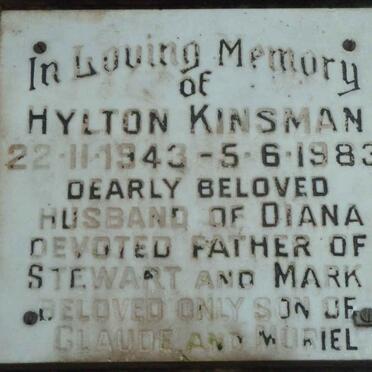 In Loving Memory
of
HYLTON KINSMAN
22·11·1943 - 5·6·1983
DEARLY BELOVED
HUSBAND OF DIANA
DEVOTED FATHER OF
STEWART AND MARK
BELOVED ONLY SON OF
CLAUDE AND MURIEL